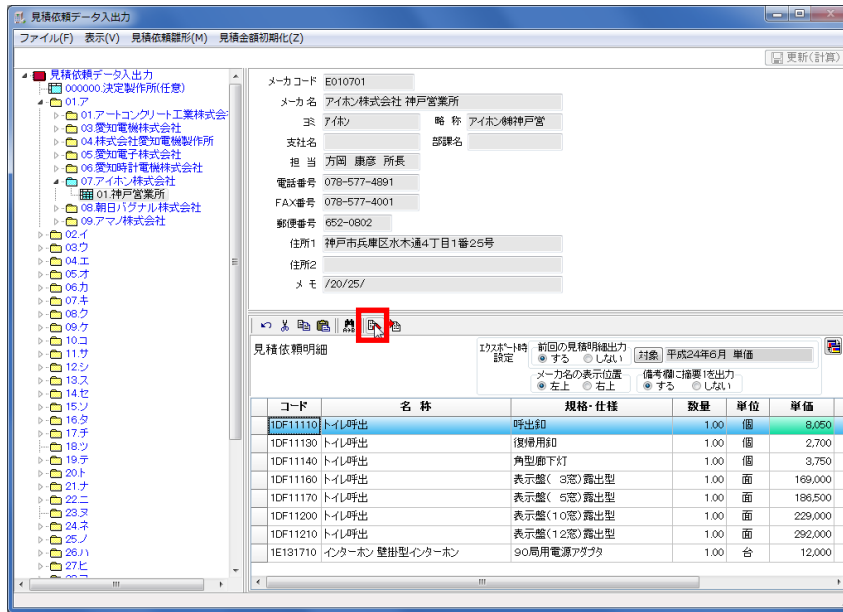 見積依頼データ入出力
ファイル(F) 表示(V) 見積依頼雛形(M) 見積金額初期化(Z)
更新(計算)
見積依頼データ入出力
000000.決定製作所(任意)
01.ア
01.アートコンクリート工業株式会
03.愛知電機株式会社
04.株式会社愛知電機製作所
05.愛知電子株式会社
06.愛知時計電機株式会社
07.アイホン株式会社
01.神戸営業所
08.朝日バグナル株式会社
09.アマノ株式会社
02.イ
03.ウ
04.エ
05.オ
06.カ
07.キ
08.ク
09.ケ
10.コ
11.サ
12.シ
13.ス
14.セ
15.ソ
16.タ
17.チ
18.ツ
19.テ
20.ト
21.ナ
22.ニ
23.ヌ
24.ネ
25.ノ
26.ハ
27.ヒ
メーカコード E010701
メーカ名 アイホン株式会社 神戸営業所
ヨミ アイホン 略 称 アイホン㈱神戸営
支社名 部課名
担 当 方岡 康彦 所長
電話番号 078-577-4891
FAX番号 078-577-4001
郵便番号 652-0802
住所1 神戸市兵庫区水木通4丁目1番25号
住所2
メ モ /20/25/
見積依頼明細
エクスポート時設定
前回の見積明細出力
する しない 対象 平成24年6月 単価
メーカ名の表示位置 備考欄に摘要1を出力
左上 右上 する しない
コード 名 称 規格・仕様 数量 単位 単価
1DF11110 トイレ呼出 呼出釦 1.00 個 8,050
1DF11130 トイレ呼出 復帰用釦 1.00 個 2,700
1DF11140 トイレ呼出 角型廊下灯 1.00 個 3,750
1DF11160 トイレ呼出 表示盤( 3窓)露出型 1.00 面 169,000
1DF11170 トイレ呼出 表示盤( 5窓)露出型 1.00 面 186,500
1DF11200 トイレ呼出 表示盤(10窓)露出型 1.00 面 229,000
1DF11210 トイレ呼出 表示盤(12窓)露出型 1.00 面 292,000
1E131710 インターホン 壁掛型インターホン 90局用電源アダプタ 1.00 台 12,000